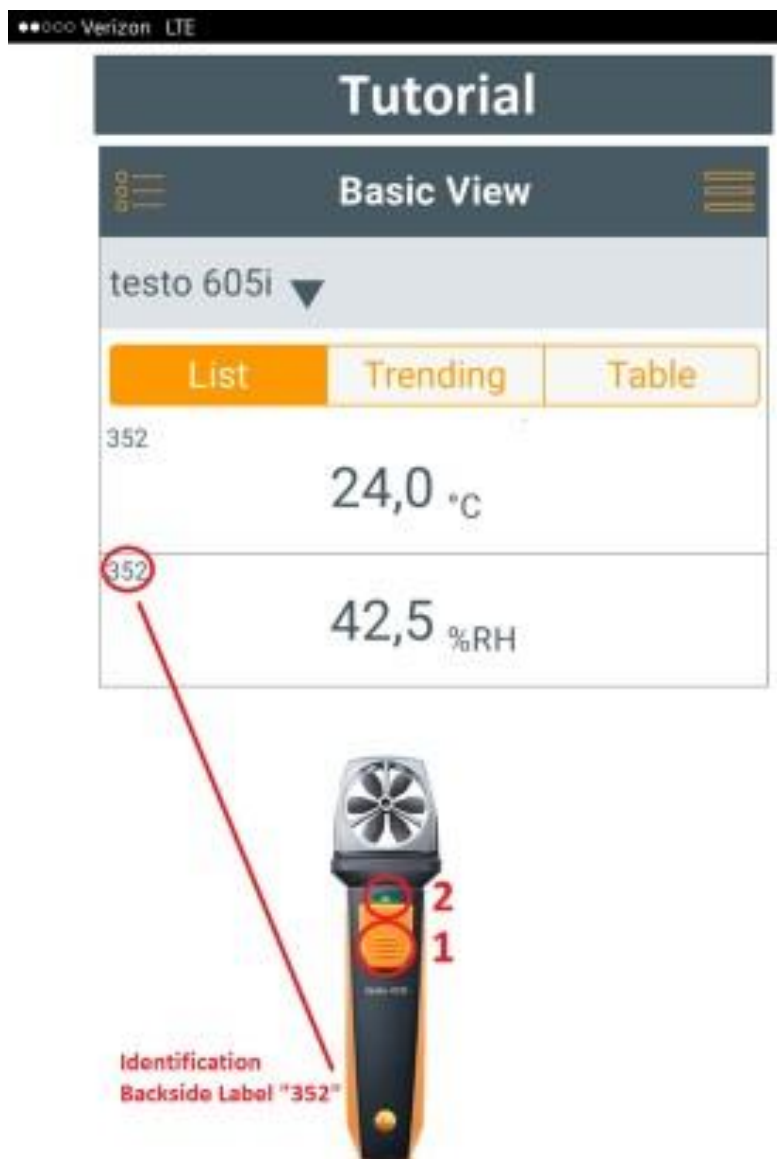 Verizon LTE
Tutorial
Basic View
testo 605i
List Trending Table
352
24,0 °C
352
42,5 %RH
2
1
Identification
Backside Label "352"